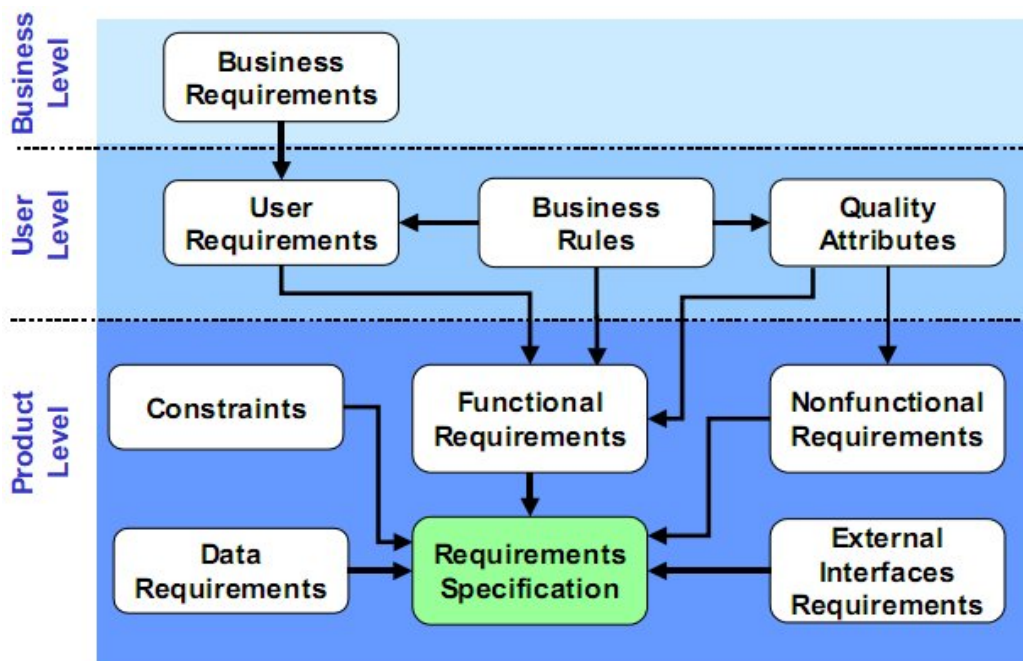 Business
Level
Business
Requirements
User
Level
User
Requirements
Business
Rules
Quality
Attributes
Product
Level
Constraints
Functional
Requirements
Nonfunctional
Requirements
Data
Requirements
Requirements
Specification
External
Interfaces
Requirements